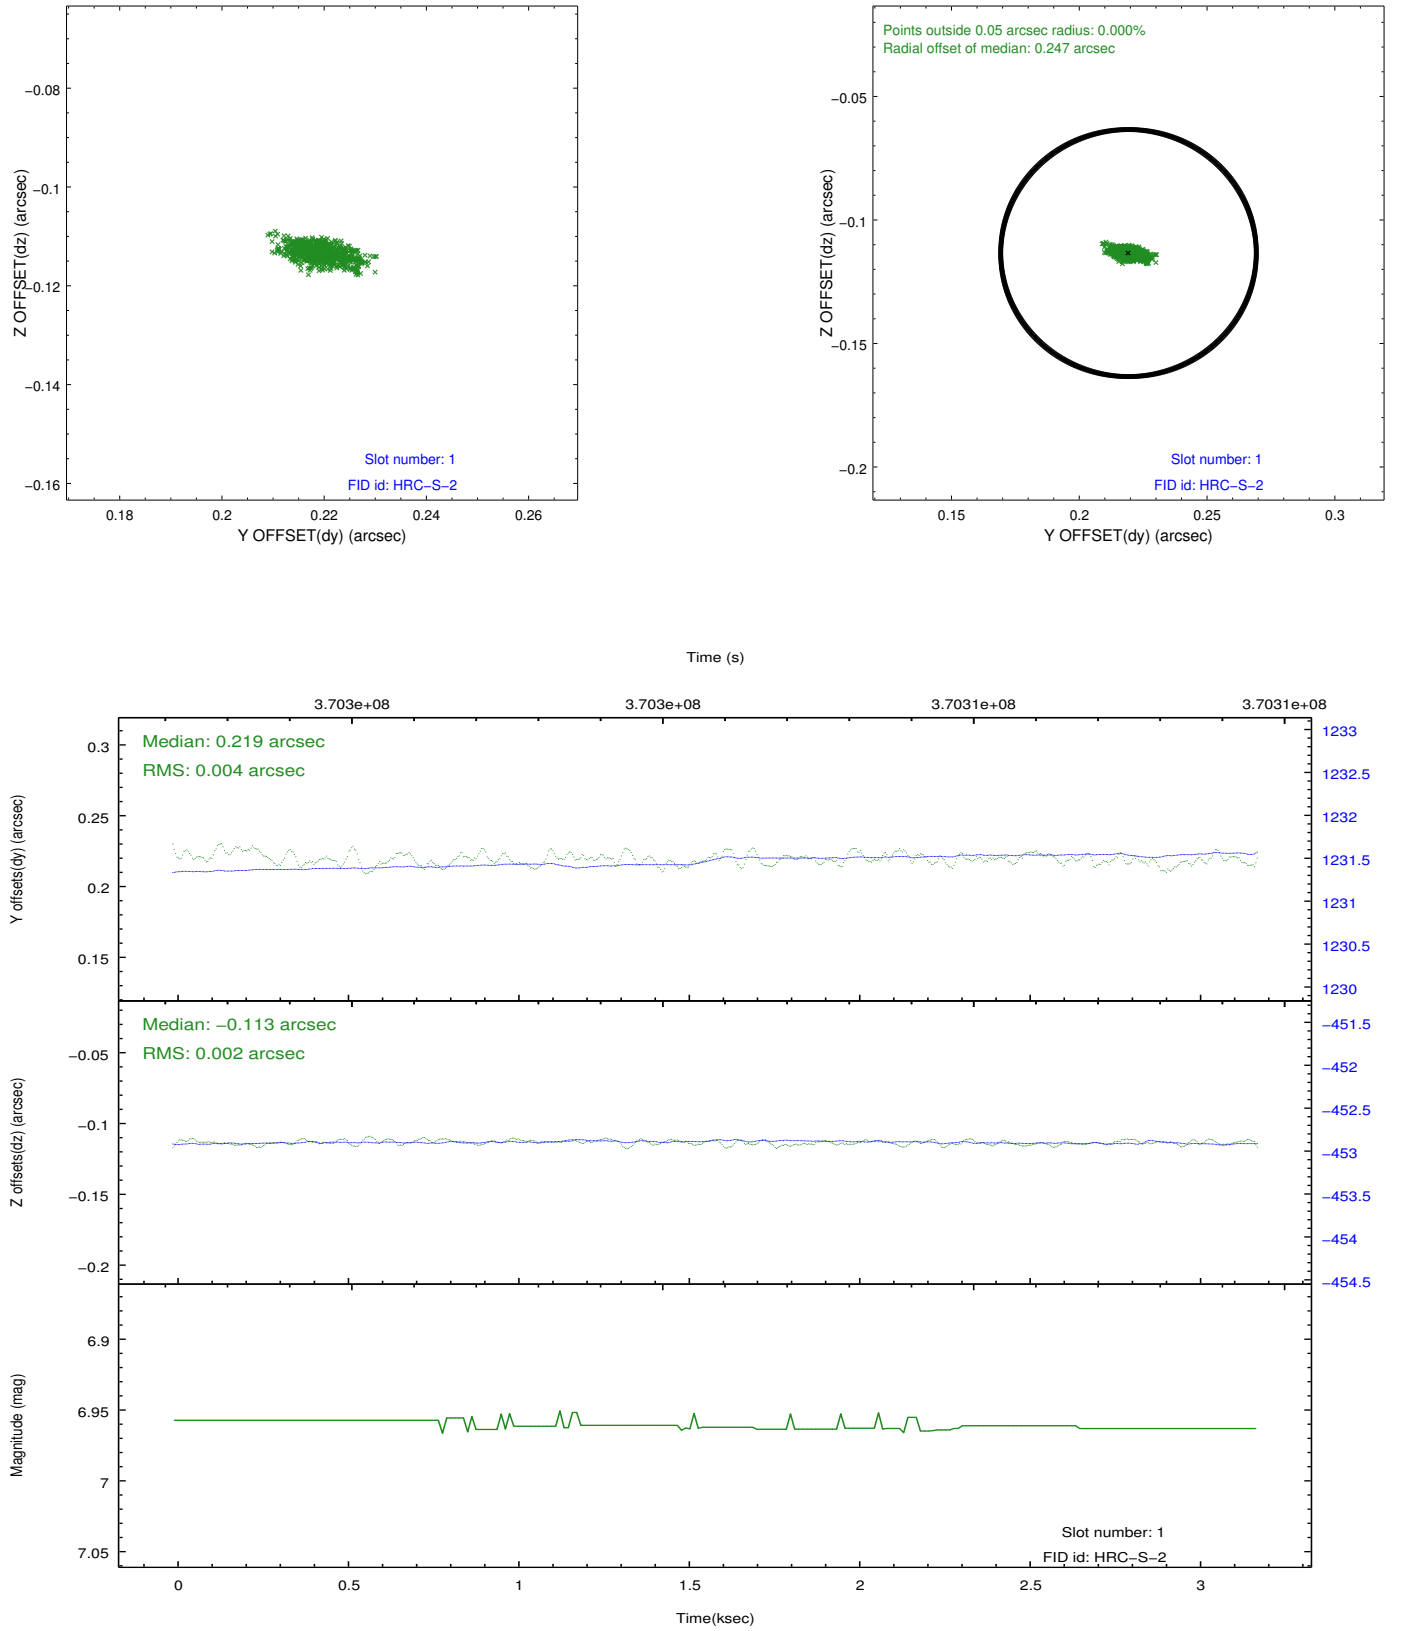 −0.08
−0.1
−0.12
−0.14
−0.16
Z OFFSET(dz) (arcsec)
Slot number: 1
FID id: HRC−S−2
0.18 0.2 0.22 0.24 0.26
Y OFFSET(dy) (arcsec)
Points outside 0.05 arcsec radius: 0.000%
Radial offset of median: 0.247 arcsec
−0.05
−0.1
−0.15
−0.2
Z OFFSET(dz) (arcsec)
Slot number: 1
FID id: HRC−S−2
0.15 0.2 0.25 0.3
Y OFFSET(dy) (arcsec)
Time (s)
3.703e+08 3.703e+08 3.7031e+08 3.7031e+08
Median: 0.219 arcsec
RMS: 0.004 arcsec
0.3
0.25
0.2
0.15
Y offsets(dy) (arcsec)
1233
1232.5
1232
1231.5
1231
1230.5
1230
Median: −0.113 arcsec
RMS: 0.002 arcsec
−0.05
−0.1
−0.15
−0.2
Z offsets(dz) (arcsec)
−451.5
−452
−452.5
−453
−453.5
−454
−454.5
6.9
6.95
7
7.05
Magnitude (mag)
Slot number: 1
FID id: HRC−S−2
0 0.5 1 1.5 2 2.5 3
Time(ksec)